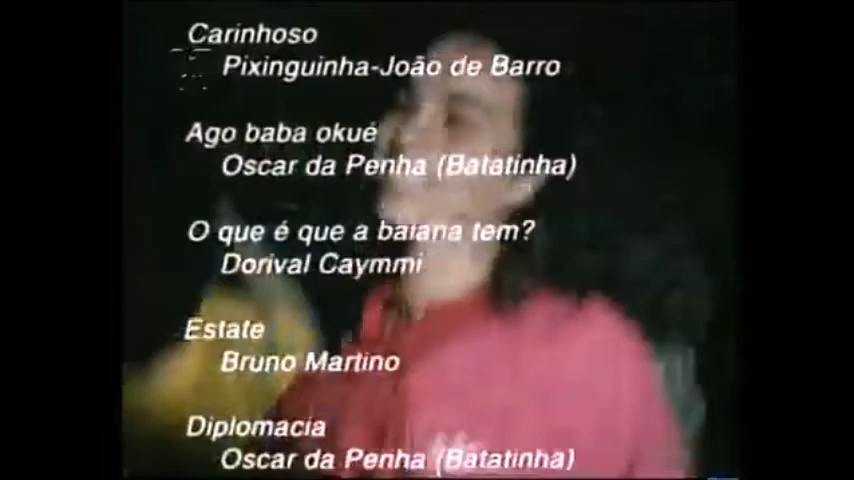 Carinhoso
Pixinguinha-João de Barro
Ago baba okué
Oscar da Penha (Batatinha)
O que é que a baiana tem?
Dorival Caymmi
Estate
Bruno Martino
Diplomacia
Oscar da Penha (Batatinha)